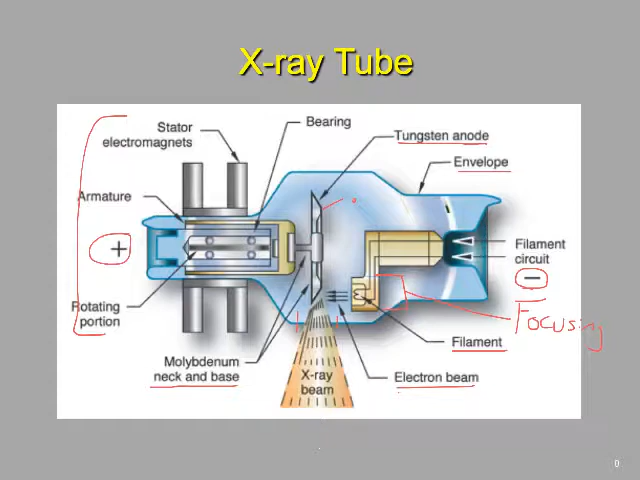 X-ray Tube
Stator
electromagnets
Bearing
Tungsten anode
Envelope
Armature
+
Filament
circuit
−
Rotating
portion
Focusing
Molybdenum
neck and base
X-ray
beam
Filament
Electron beam
0